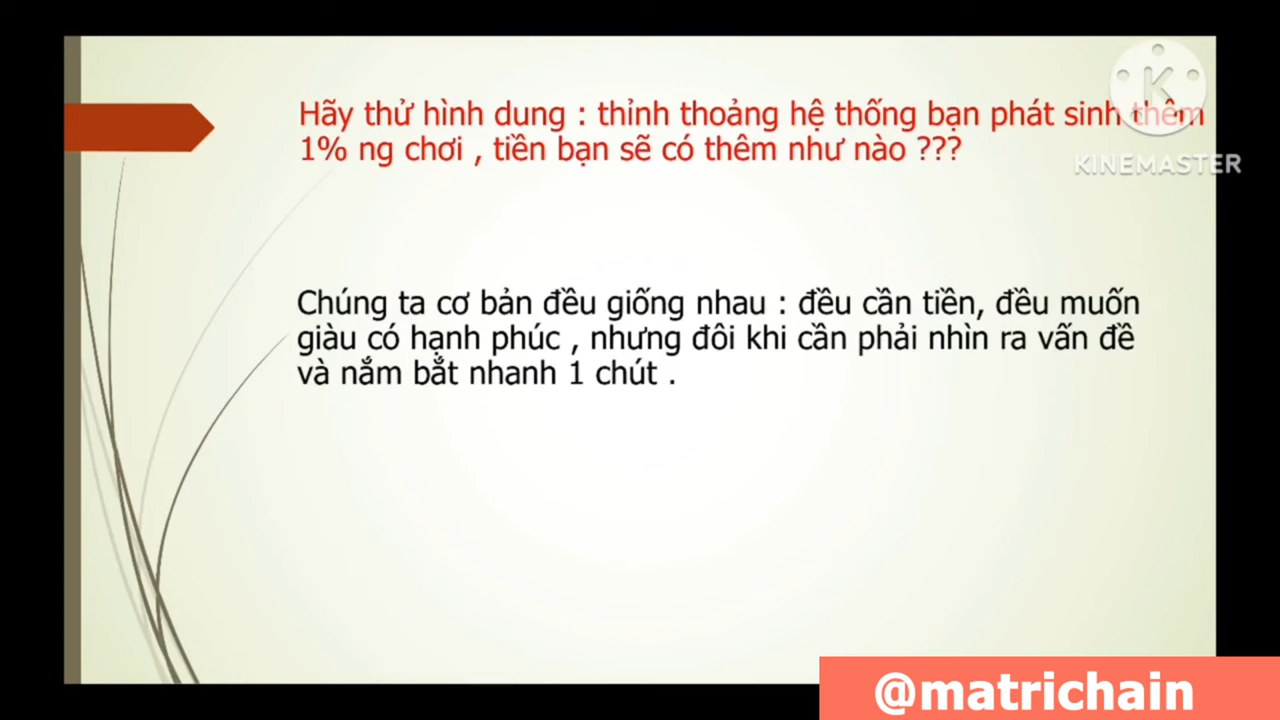 Hãy thử hình dung : thỉnh thoảng hệ thống bạn phát sinh thêm
1% ng chơi , tiền bạn sẽ có thêm như nào ???
K
KINEMASTER
Chúng ta cơ bản đều giống nhau : đều cần tiền, đều muốn
giàu có hạnh phúc , nhưng đôi khi cần phải nhìn ra vấn đề
và nắm bắt nhanh 1 chút .
@matrichain